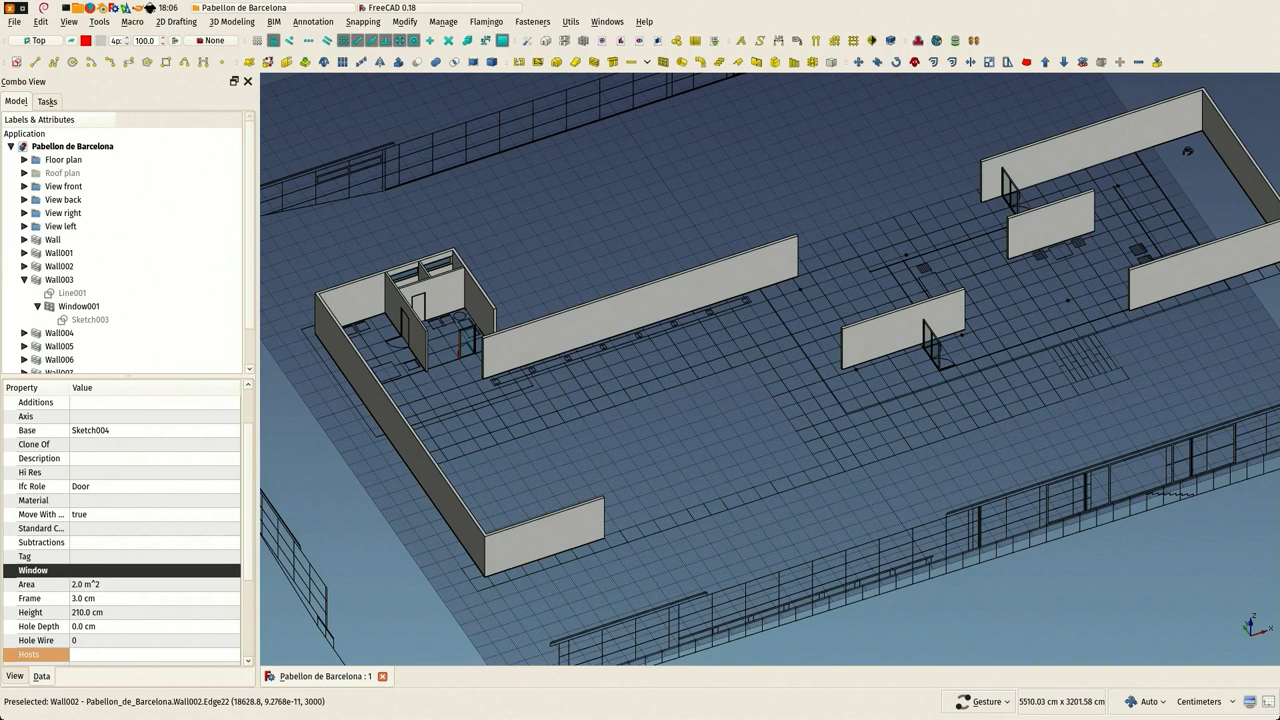 18:06 Pabellon de Barcelona FreeCAD 0.18
File Edit View Tools Macro 2D Drafting 3D Modeling BIM Annotation Snapping Modify Manage Flamingo Fasteners Utils Windows Help
Top 4p 100.0 None
Combo View
Model Tasks
Labels & Attributes
Application
Pabellon de Barcelona
Floor plan
Roof plan
View front
View back
View right
View left
Wall
Wall001
Wall002
Wall003
Line001
Window001
Sketch003
Wall004
Wall005
Wall006
Property Value
Additions
Axis
Base Sketch004
Clone Of
Description
Hi Res
Ifc Role Door
Material
Move With ... true
Standard C...
Subtractions
Tag
Window
Area 2.0 m^2
Frame 3.0 cm
Height 210.0 cm
Hole Depth 0.0 cm
Hole Wire 0
Hosts
View Data
Pabellon de Barcelona : 1
Z
X
Preselected: Wall002 - Pabellon_de_Barcelona.Wall002.Edge22 (18628.8, 9.2768e-11, 3000) Gesture 5510.03 cm x 3201.58 cm Auto Centimeters